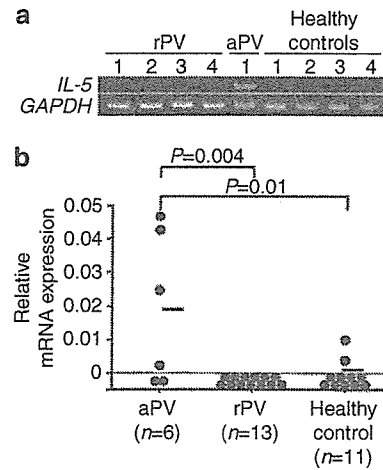 a
Healthy
rPV aPV controls
1 2 3 4 1 1 2 3 4
IL-5
GAPDH
b
P=0.004
P=0.01
0.05
0.04
0.03
0.02
0.01
0
Relative
mRNA expression
aPV rPV Healthy
(n=6) (n=13) control
(n=11)